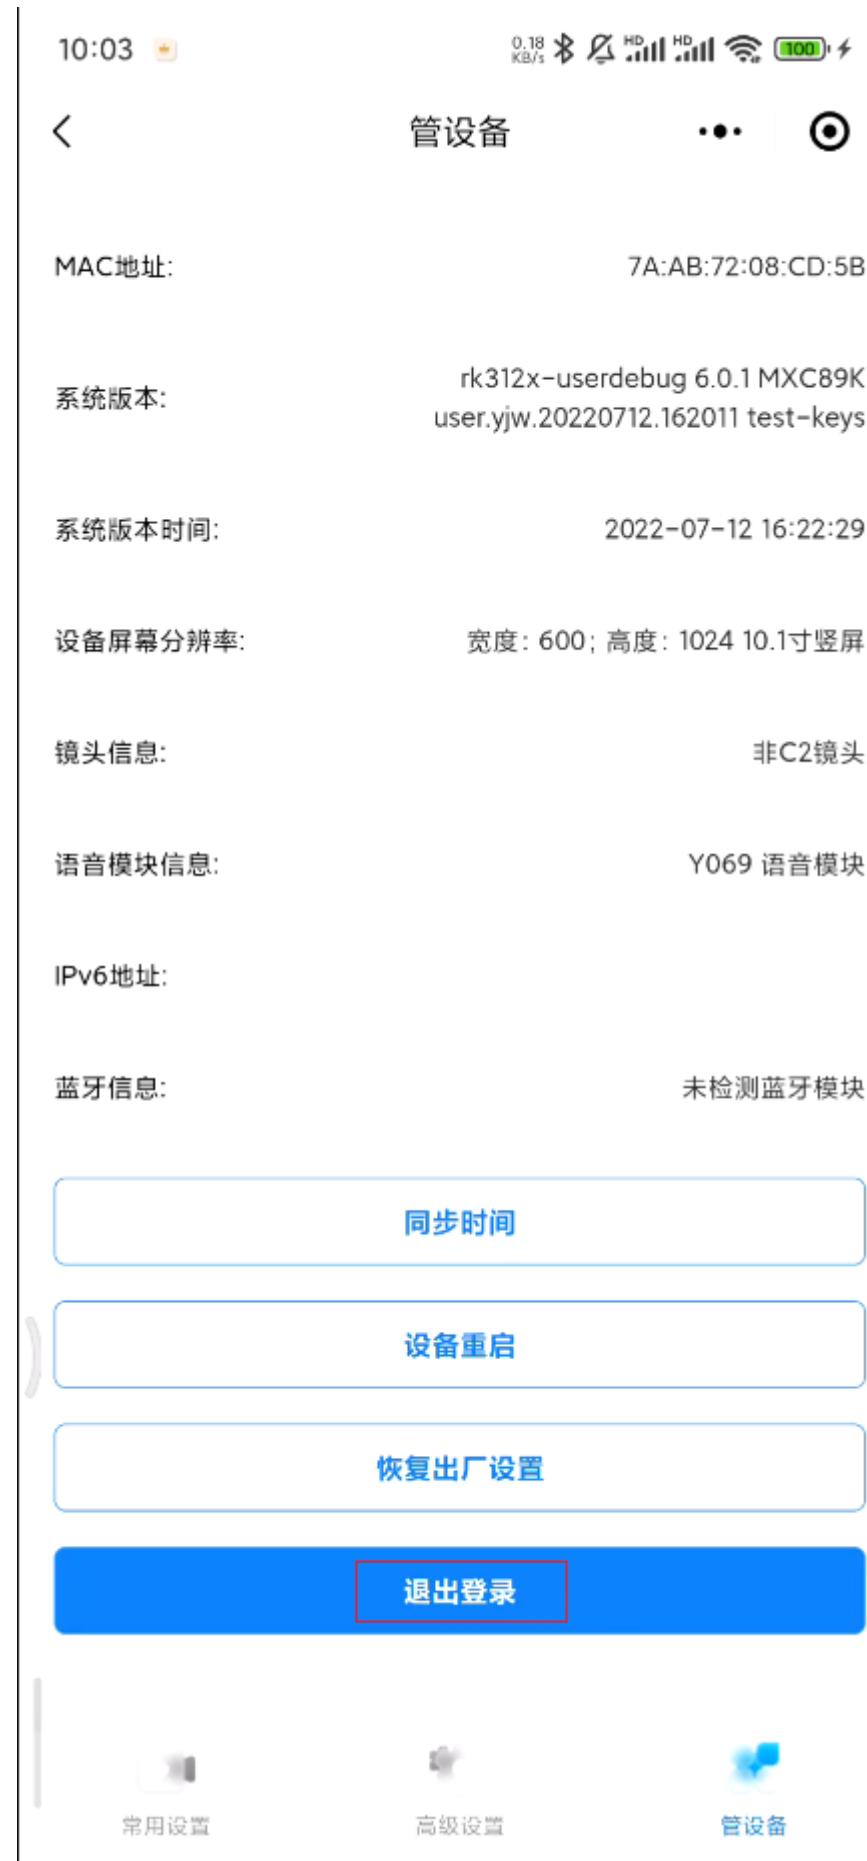 10:03
0.18 KB/s HD HD 100
管设备
MAC地址: 7A:AB:72:08:CD:5B
系统版本: rk312x-userdebug 6.0.1 MXC89K
user.yjw.20220712.162011 test-keys
系统版本时间: 2022-07-12 16:22:29
设备屏幕分辨率: 宽度: 600; 高度: 1024 10.1寸竖屏
镜头信息: 非C2镜头
语音模块信息: Y069 语音模块
IPv6地址:
蓝牙信息: 未检测蓝牙模块
同步时间
设备重启
恢复出厂设置
退出登录
常用设置 高级设置 管设备